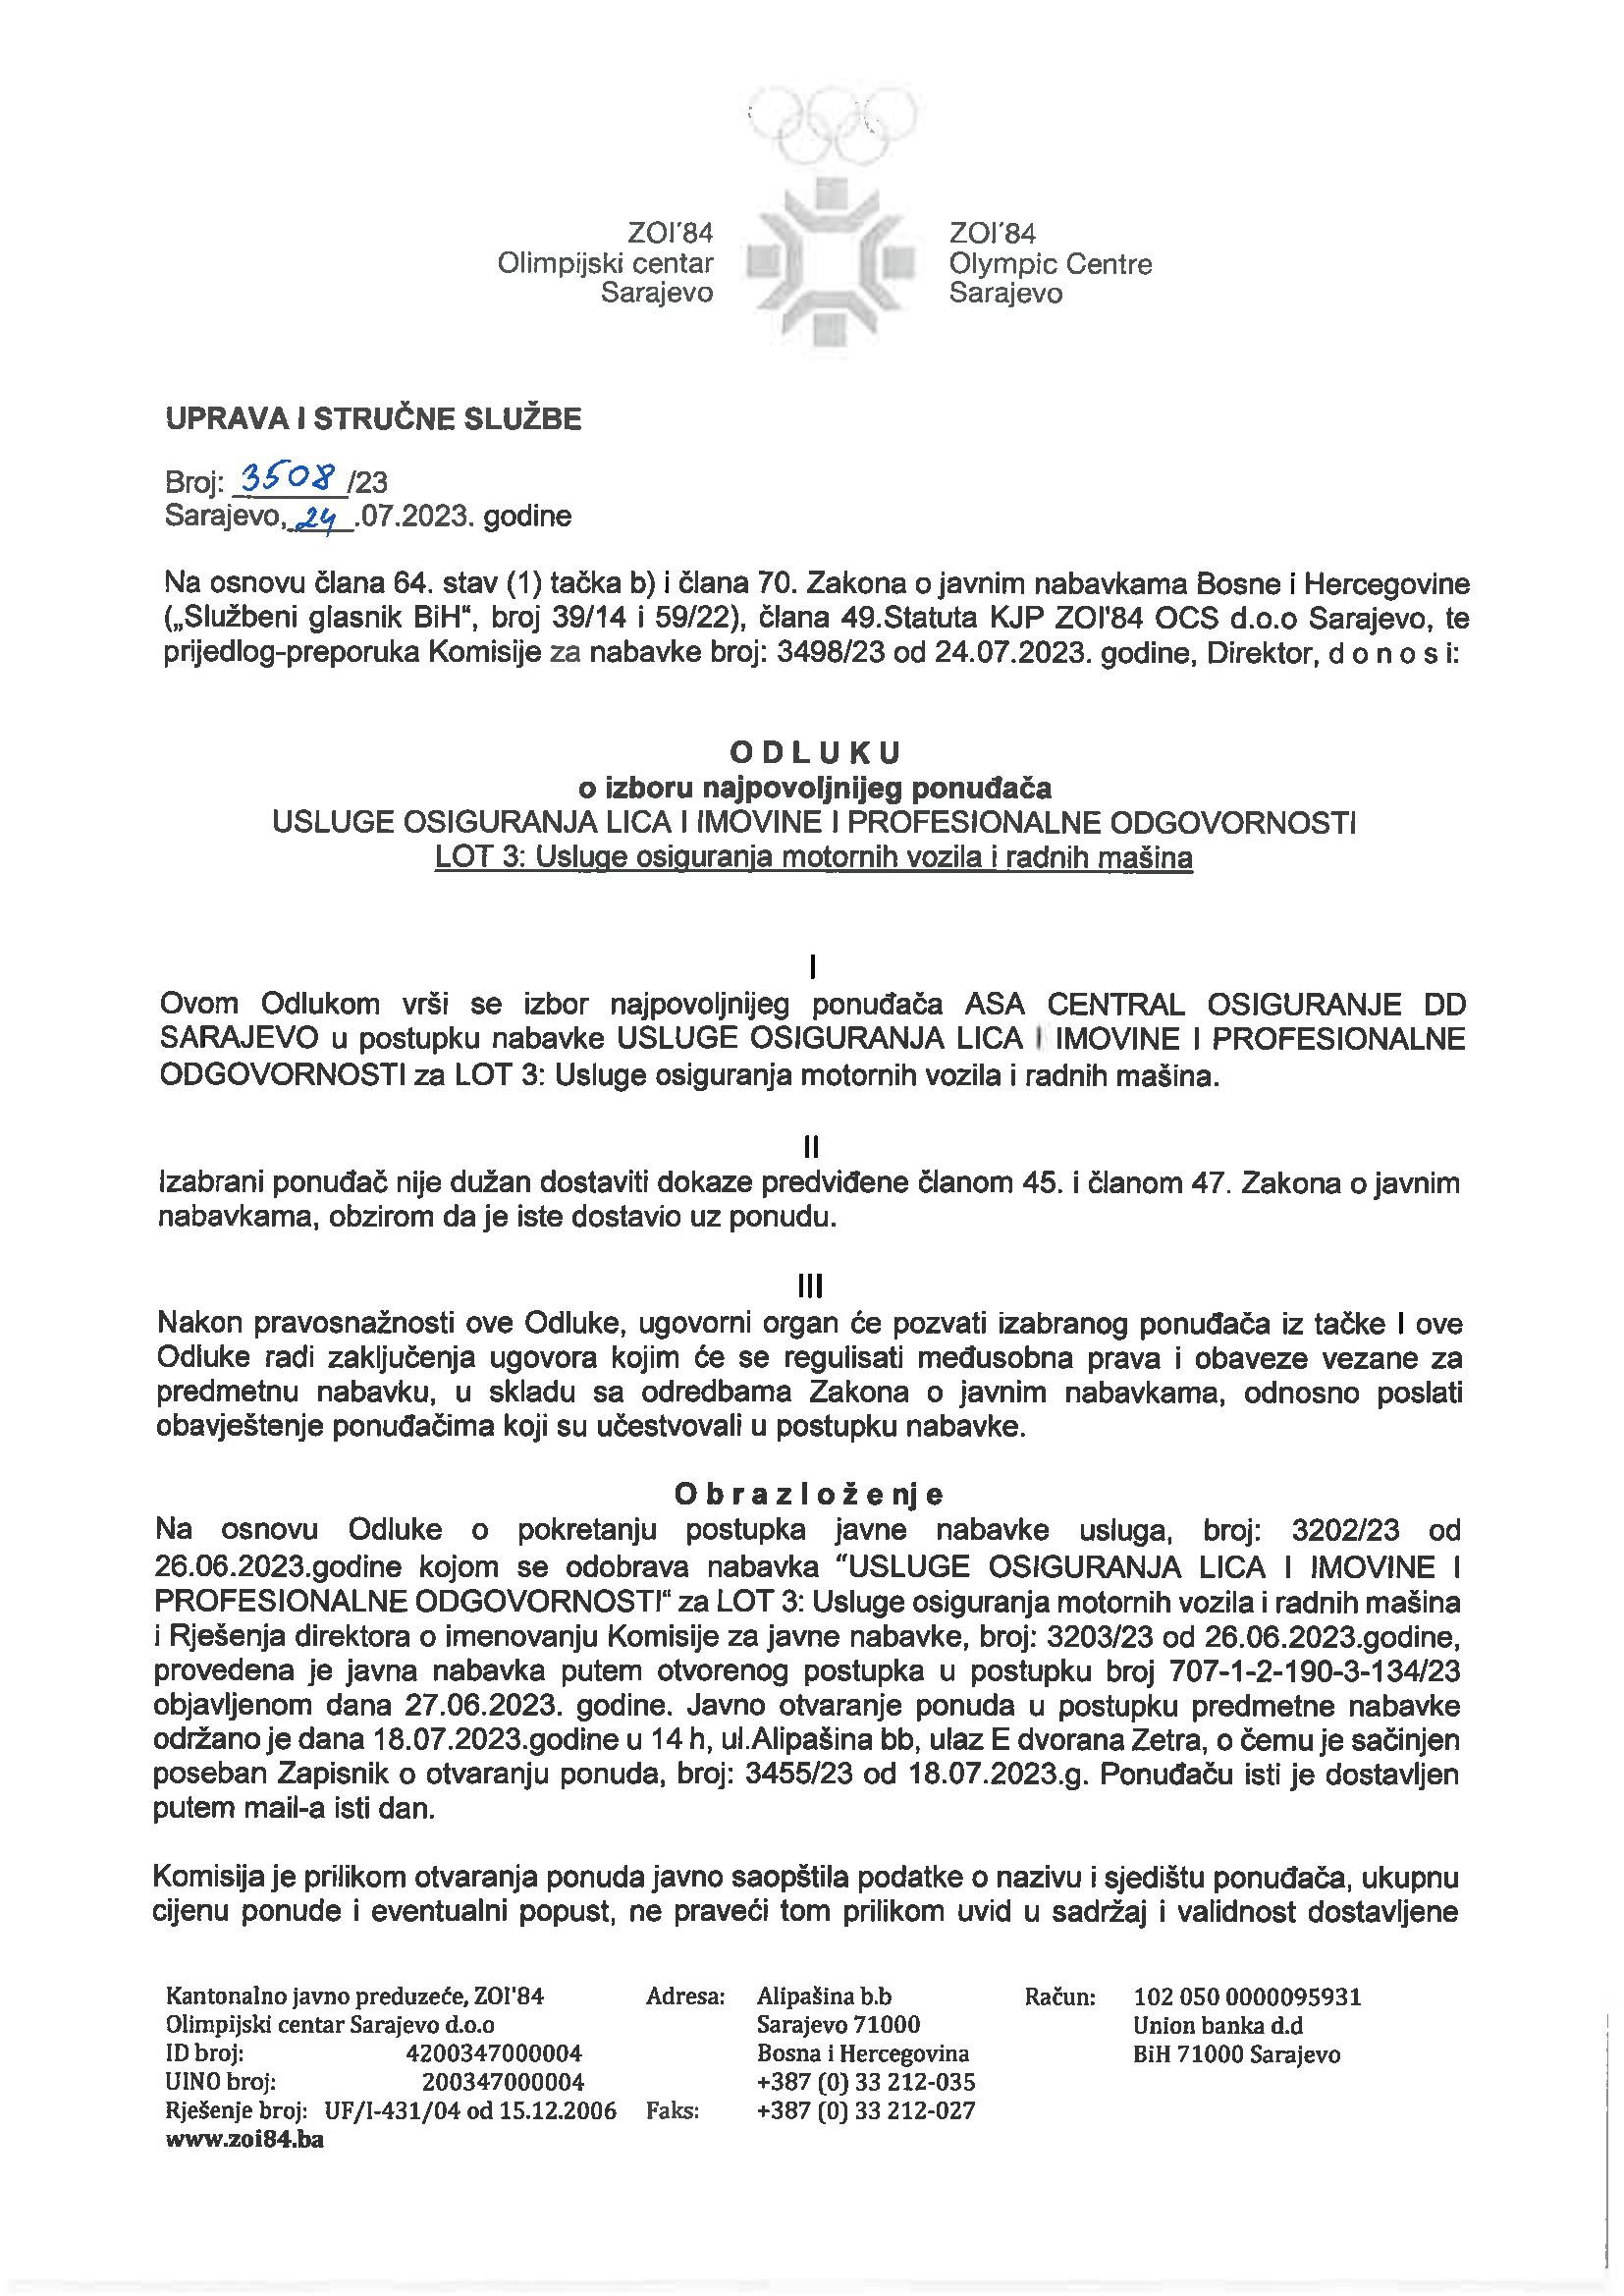 ZOI'84
Olimpijski centar
Sarajevo
ZOI'84
Olympic Centre
Sarajevo
UPRAVA I STRUČNE SLUŽBE
Broj: 3508 /23
Sarajevo, 24 .07.2023. godine
Na osnovu člana 64. stav (1) tačka b) i člana 70. Zakona o javnim nabavkama Bosne i Hercegovine
(„Službeni glasnik BiH“, broj 39/14 i 59/22), člana 49.Statuta KJP ZOI'84 OCS d.o.o Sarajevo, te
prijedlog-preporuka Komisije za nabavke broj: 3498/23 od 24.07.2023. godine, Direktor, d o n o s i:
O D L U K U
o izboru najpovoljnijeg ponuđača
USLUGE OSIGURANJA LICA I IMOVINE I PROFESIONALNE ODGOVORNOSTI
LOT 3: Usluge osiguranja motornih vozila i radnih mašina
I
Ovom Odlukom vrši se izbor najpovoljnijeg ponuđača ASA CENTRAL OSIGURANJE DD
SARAJEVO u postupku nabavke USLUGE OSIGURANJA LICA I IMOVINE I PROFESIONALNE
ODGOVORNOSTI za LOT 3: Usluge osiguranja motornih vozila i radnih mašina.
II
Izabrani ponuđač nije dužan dostaviti dokaze predviđene članom 45. i članom 47. Zakona o javnim
nabavkama, obzirom da je iste dostavio uz ponudu.
III
Nakon pravosnažnosti ove Odluke, ugovorni organ će pozvati izabranog ponuđača iz tačke I ove
Odluke radi zaključenja ugovora kojim će se regulisati međusobna prava i obaveze vezane za
predmetnu nabavku, u skladu sa odredbama Zakona o javnim nabavkama, odnosno poslati
obavještenje ponuđačima koji su učestvovali u postupku nabavke.
O b r a z l o ž e nj e
Na osnovu Odluke o pokretanju postupka javne nabavke usluga, broj: 3202/23 od
26.06.2023.godine kojom se odobrava nabavka "USLUGE OSIGURANJA LICA I IMOVINE I
PROFESIONALNE ODGOVORNOSTI“ za LOT 3: Usluge osiguranja motornih vozila i radnih mašina
i Rješenja direktora o imenovanju Komisije za javne nabavke, broj: 3203/23 od 26.06.2023.godine,
provedena je javna nabavka putem otvorenog postupka u postupku broj 707-1-2-190-3-134/23
objavljenom dana 27.06.2023. godine. Javno otvaranje ponuda u postupku predmetne nabavke
održano je dana 18.07.2023.godine u 14 h, ul.Alipašina bb, ulaz E dvorana Zetra, o čemu je sačinjen
poseban Zapisnik o otvaranju ponuda, broj: 3455/23 od 18.07.2023.g. Ponuđaču isti je dostavljen
putem mail-a isti dan.
Komisija je prilikom otvaranja ponuda javno saopštila podatke o nazivu i sjedištu ponuđača, ukupnu
cijenu ponude i eventualni popust, ne praveći tom prilikom uvid u sadržaj i validnost dostavljene
Kantonalno javno preduzeće, ZOI'84 Adresa: Alipašina b.b Račun: 102 050 0000095931
Olimpijski centar Sarajevo d.o.o Sarajevo 71000 Union banka d.d
ID broj: 4200347000004 Bosna i Hercegovina BiH 71000 Sarajevo
UINO broj: 200347000004 +387 (0) 33 212-035
Rješenje broj: UF/I-431/04 od 15.12.2006 Faks: +387 (0) 33 212-027
www.zoi84.ba